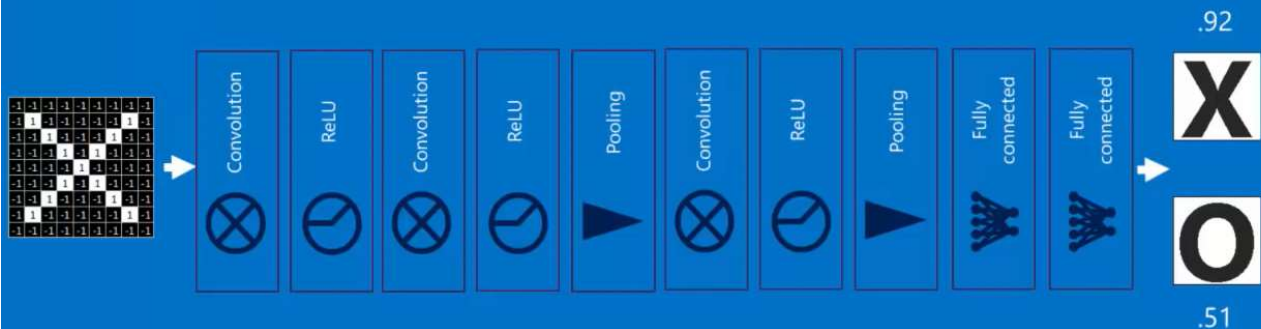 -1 -1 -1 -1 -1 -1 -1 -1 -1
-1 1 -1 -1 -1 -1 -1 1 -1
-1 -1 1 -1 -1 -1 1 -1 -1
-1 -1 -1 1 -1 1 -1 -1 -1
-1 -1 -1 -1 1 -1 -1 -1 -1
-1 -1 -1 1 -1 1 -1 -1 -1
-1 -1 1 -1 -1 -1 1 -1 -1
-1 1 -1 -1 -1 -1 -1 1 -1
-1 -1 -1 -1 -1 -1 -1 -1 -1
Convolution
ReLU
Convolution
ReLU
Pooling
Convolution
ReLU
Pooling
Fully
connected
Fully
connected
.92
X
O
.51